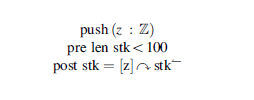 push (z : ℤ)
pre len stk < 100
post stk = [z] ⌢ stk↼